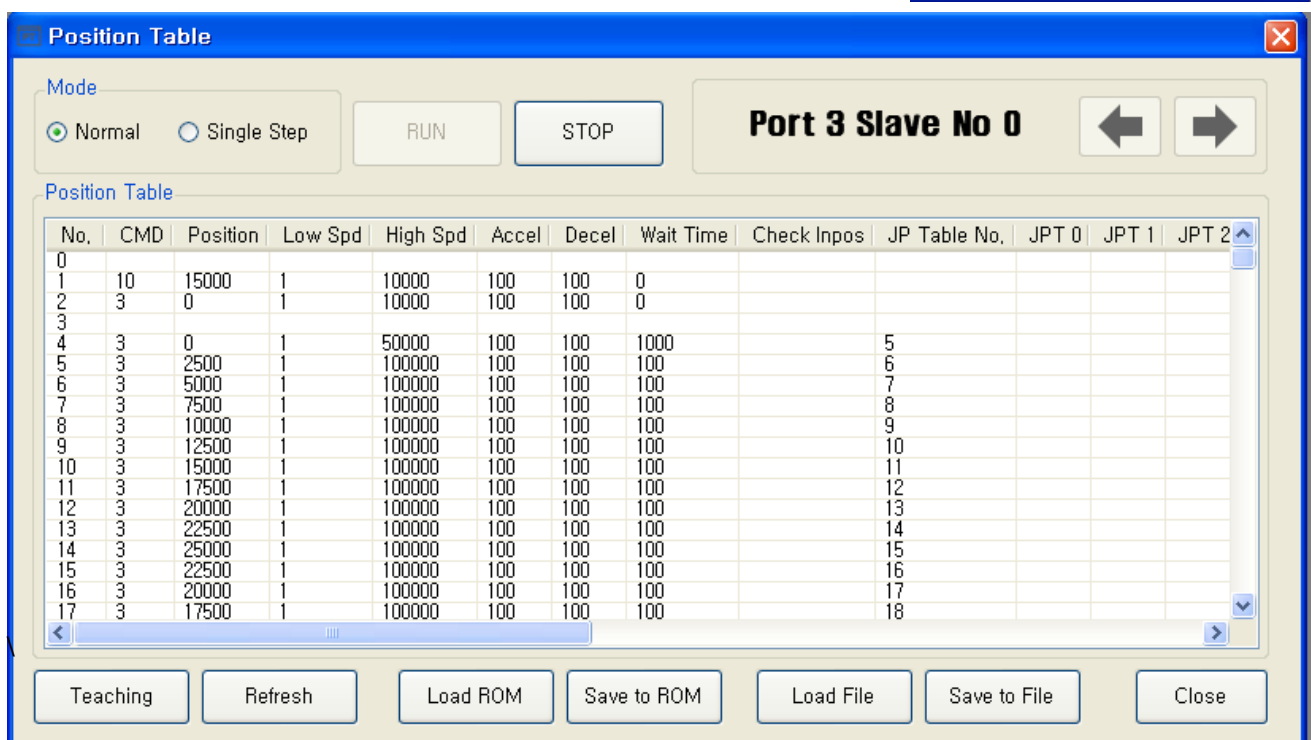 Position Table
Mode
Normal Single Step RUN STOP Port 3 Slave No 0
Position Table
No. CMD Position Low Spd High Spd Accel Decel Wait Time Check Inpos JP Table No. JPT 0 JPT 1 JPT 2
0
1 10 15000 1 10000 100 100 0
2 3 0 1 10000 100 100 0
3
4 3 0 1 50000 100 100 1000 5
5 3 2500 1 100000 100 100 100 6
6 3 5000 1 100000 100 100 100 7
7 3 7500 1 100000 100 100 100 8
8 3 10000 1 100000 100 100 100 9
9 3 12500 1 100000 100 100 100 10
10 3 15000 1 100000 100 100 100 11
11 3 17500 1 100000 100 100 100 12
12 3 20000 1 100000 100 100 100 13
13 3 22500 1 100000 100 100 100 14
14 3 25000 1 100000 100 100 100 15
15 3 22500 1 100000 100 100 100 16
16 3 20000 1 100000 100 100 100 17
17 3 17500 1 100000 100 100 100 18
\
Teaching Refresh Load ROM Save to ROM Load File Save to File Close